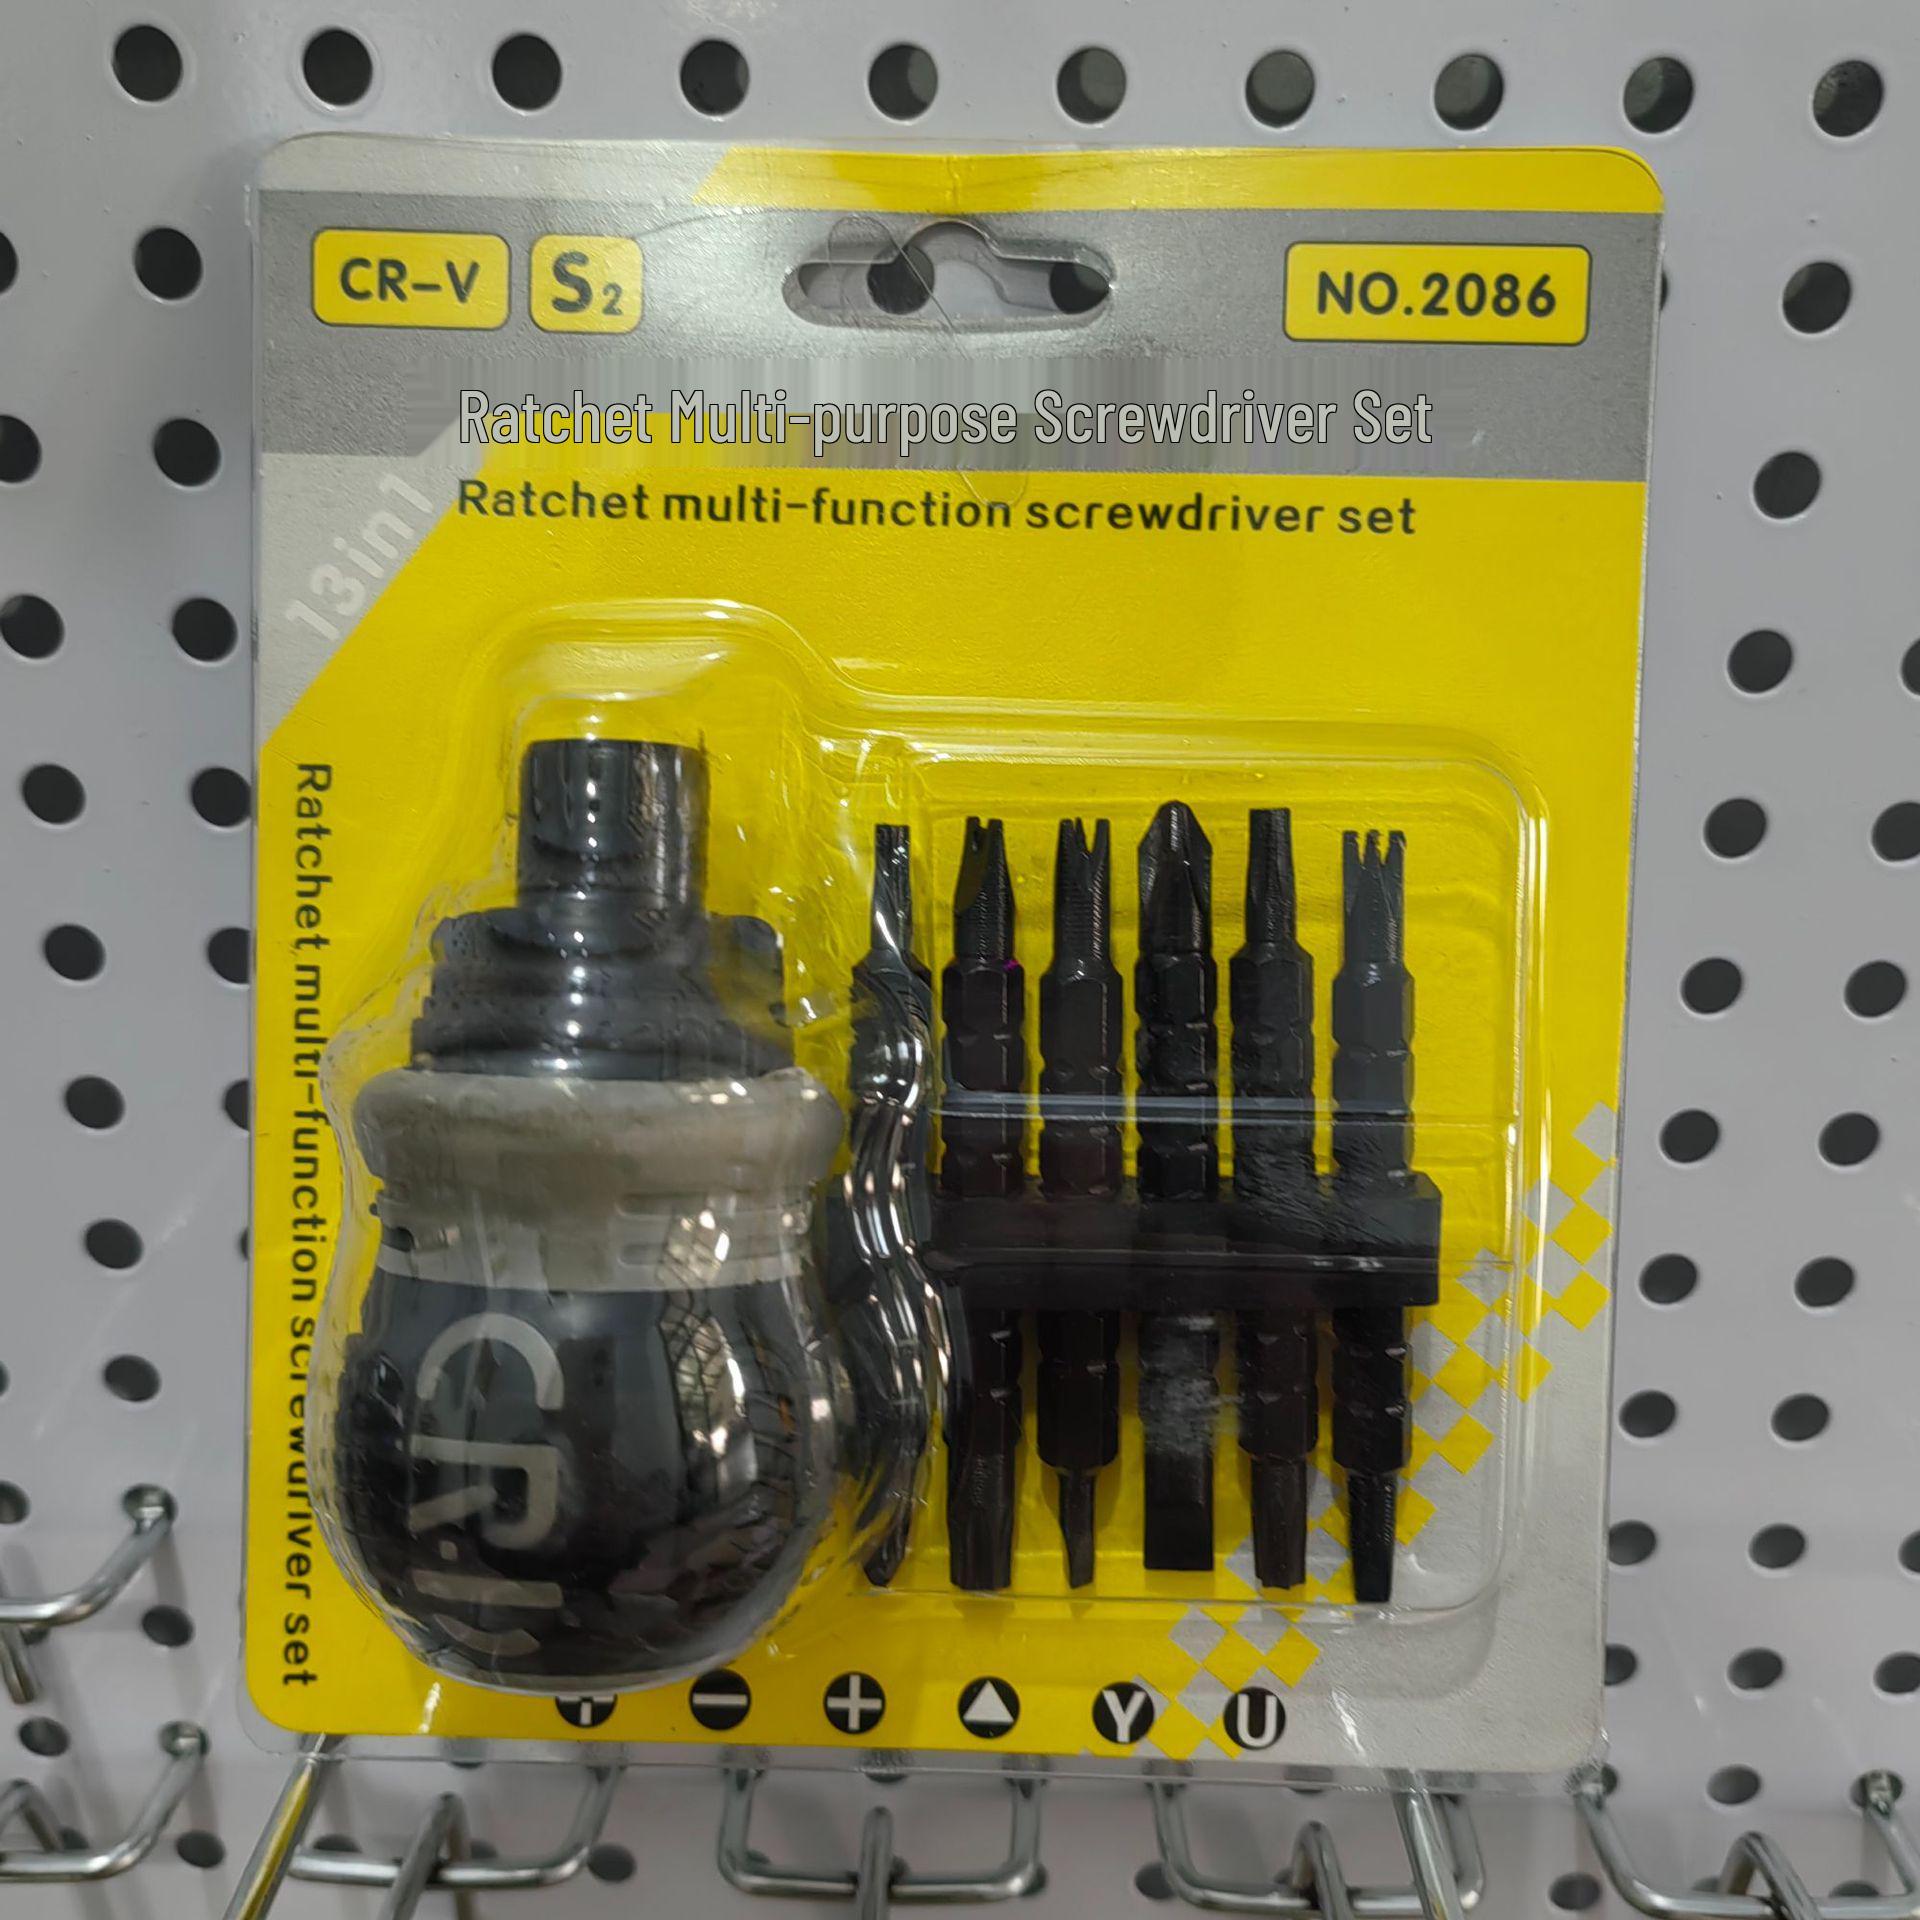 CR-V S2 NO.2086
Ratchet Multi-purpose Screwdriver Set
Ratchet multi-function screwdriver set
13in1
Ratchet multi-function screwdriver set
Y U